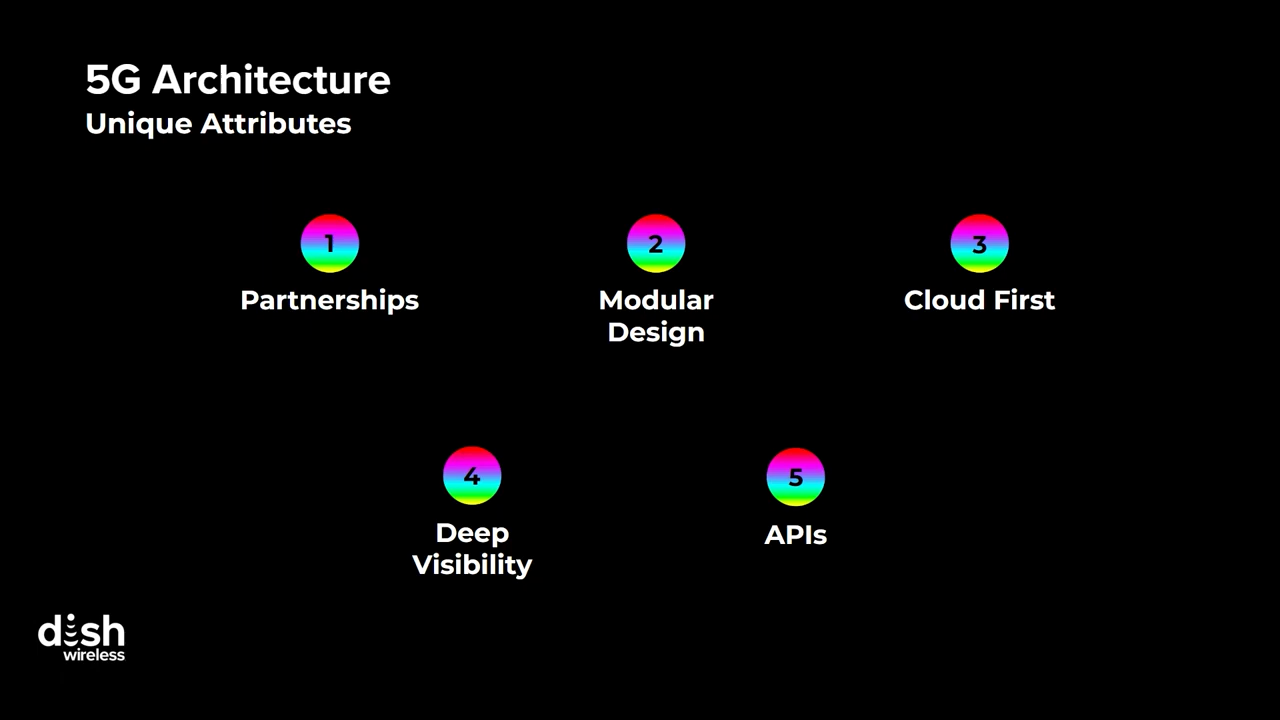 5G Architecture
Unique Attributes
1
Partnerships
2
Modular
Design
3
Cloud First
4
Deep
Visibility
5
APIs
dish
wireless